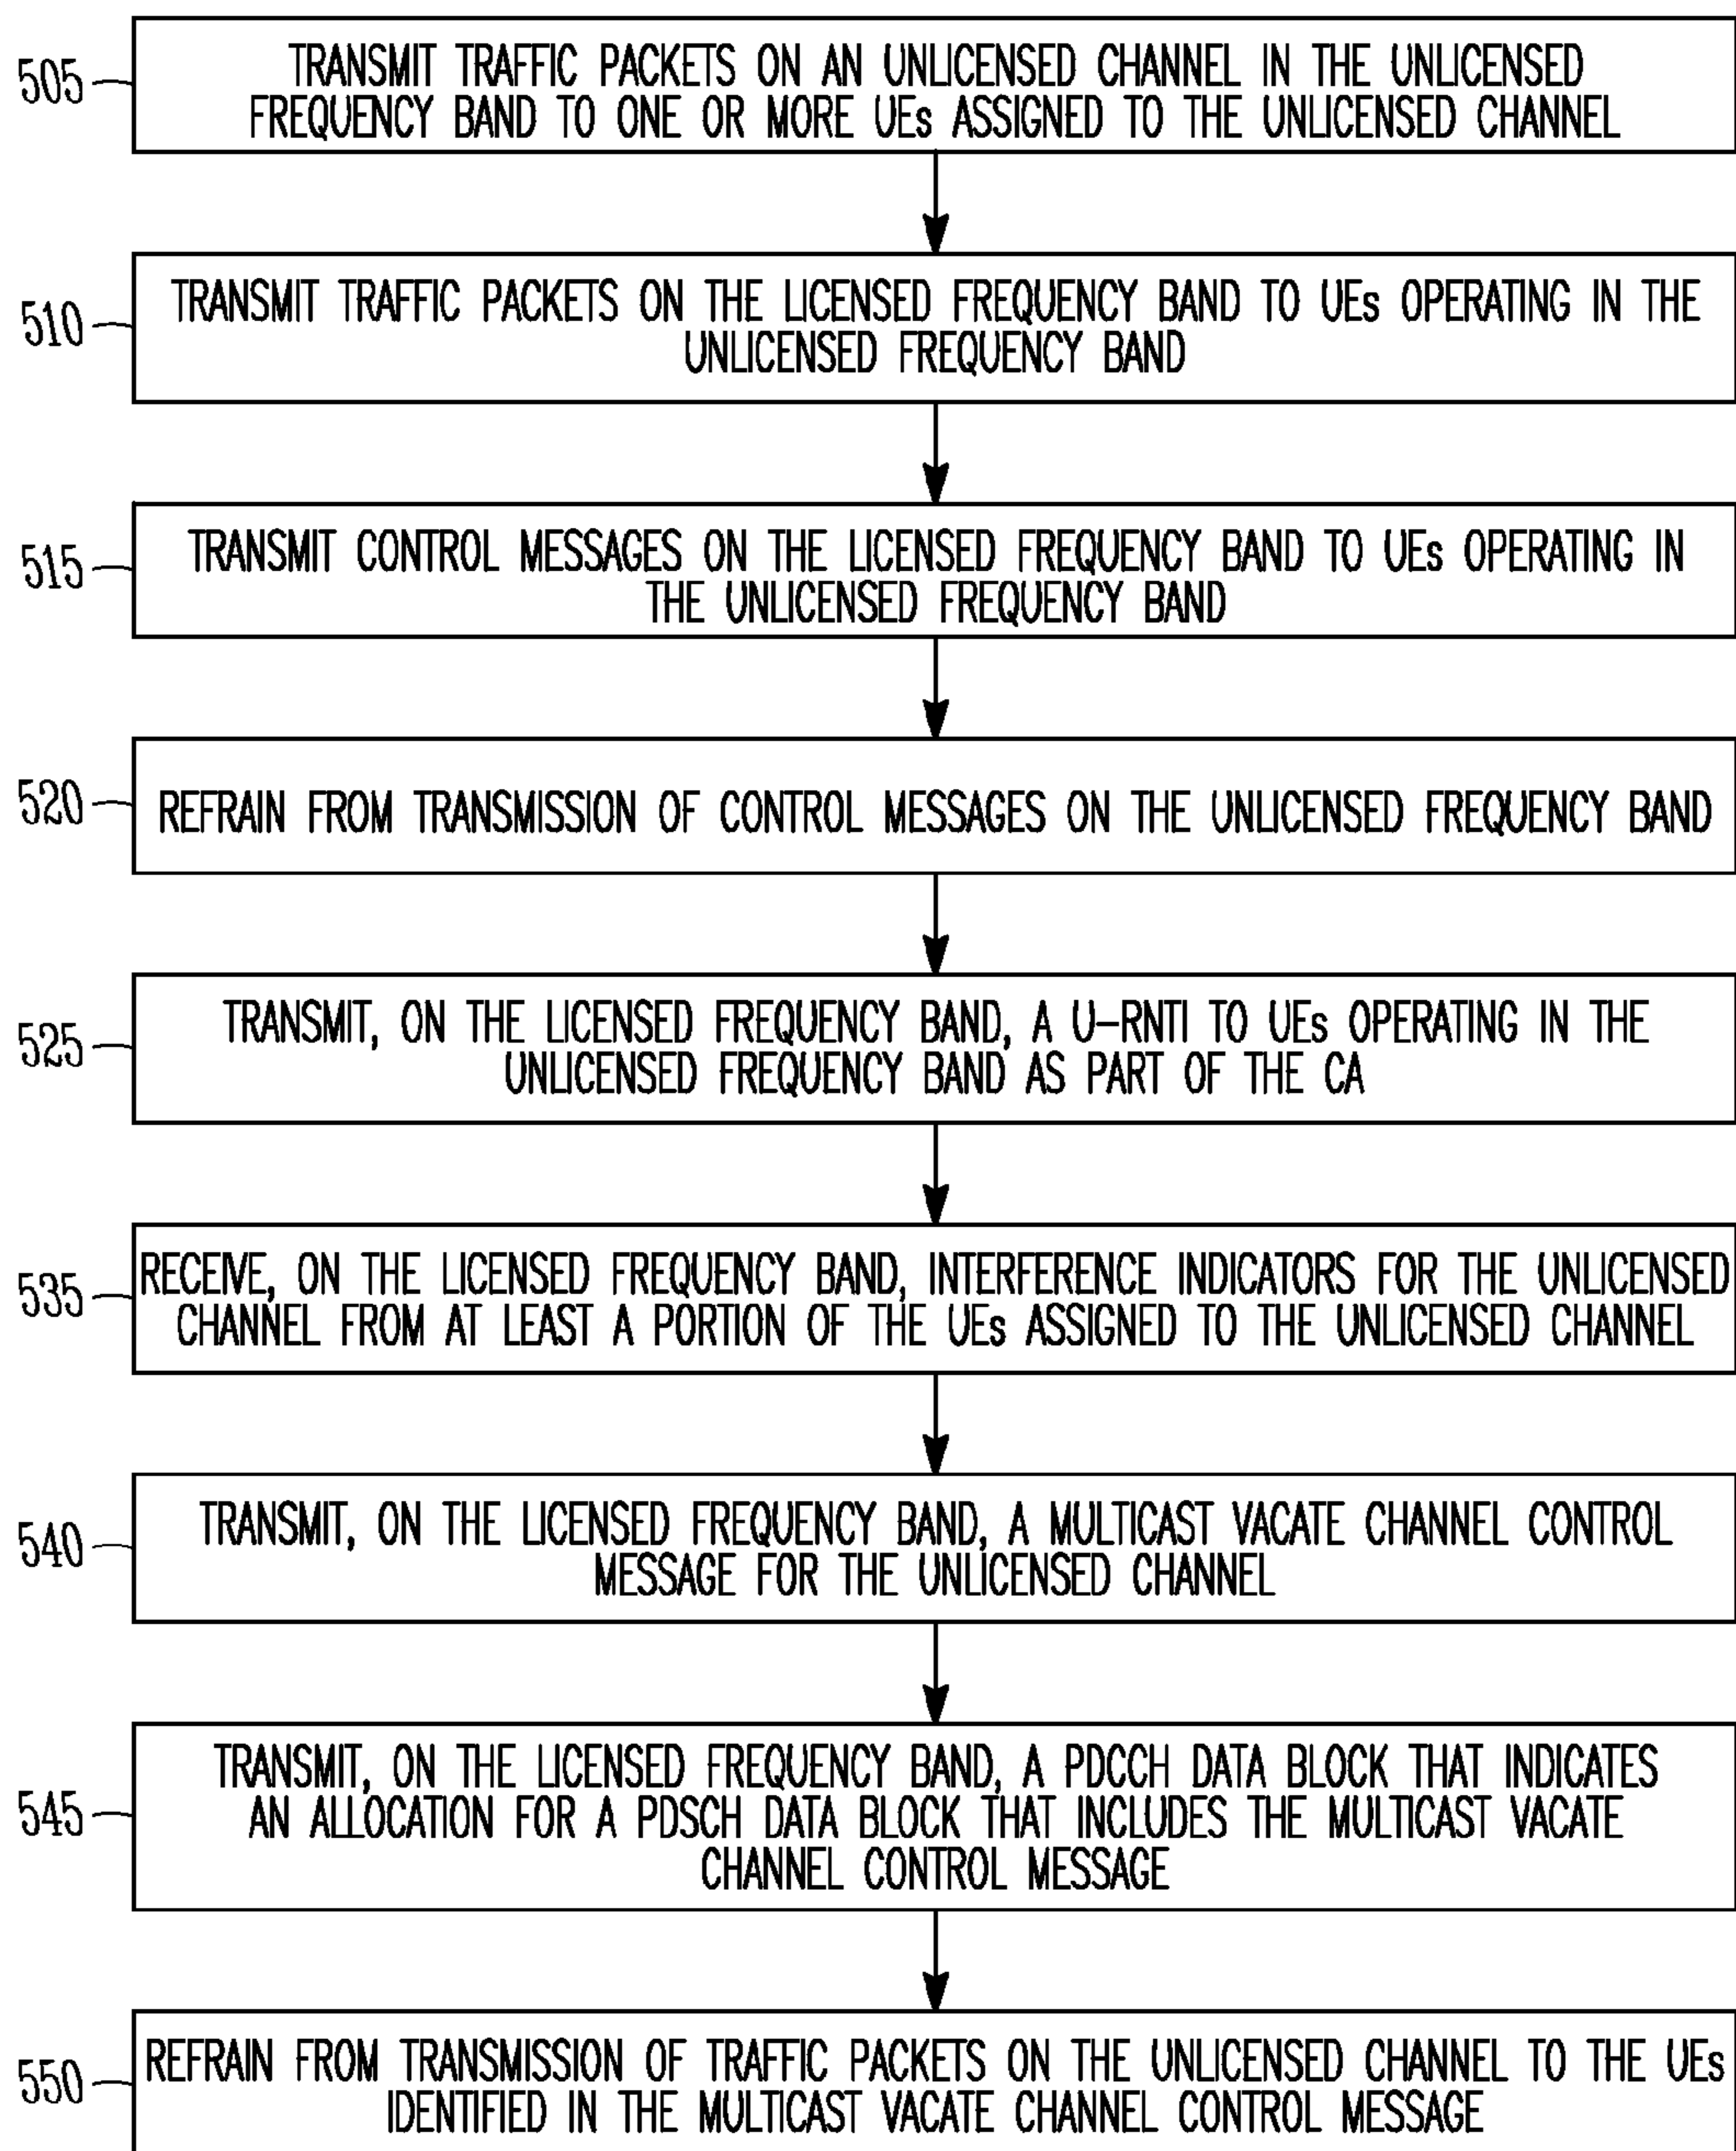 505
TRANSMIT TRAFFIC PACKETS ON AN UNLICENSED CHANNEL IN THE UNLICENSED
FREQUENCY BAND TO ONE OR MORE UEs ASSIGNED TO THE UNLICENSED CHANNEL
510
TRANSMIT TRAFFIC PACKETS ON THE LICENSED FREQUENCY BAND TO UEs OPERATING IN THE
UNLICENSED FREQUENCY BAND
515
TRANSMIT CONTROL MESSAGES ON THE LICENSED FREQUENCY BAND TO UEs OPERATING IN
THE UNLICENSED FREQUENCY BAND
520
REFRAIN FROM TRANSMISSION OF CONTROL MESSAGES ON THE UNLICENSED FREQUENCY BAND
525
TRANSMIT, ON THE LICENSED FREQUENCY BAND, A U-RNTI TO UEs OPERATING IN THE
UNLICENSED FREQUENCY BAND AS PART OF THE CA
535
RECEIVE, ON THE LICENSED FREQUENCY BAND, INTERFERENCE INDICATORS FOR THE UNLICENSED
CHANNEL FROM AT LEAST A PORTION OF THE UEs ASSIGNED TO THE UNLICENSED CHANNEL
540
TRANSMIT, ON THE LICENSED FREQUENCY BAND, A MULTICAST VACATE CHANNEL CONTROL
MESSAGE FOR THE UNLICENSED CHANNEL
545
TRANSMIT, ON THE LICENSED FREQUENCY BAND, A PDCCH DATA BLOCK THAT INDICATES
AN ALLOCATION FOR A PDSCH DATA BLOCK THAT INCLUDES THE MULTICAST VACATE
CHANNEL CONTROL MESSAGE
550
REFRAIN FROM TRANSMISSION OF TRAFFIC PACKETS ON THE UNLICENSED CHANNEL TO THE UEs
IDENTIFIED IN THE MULTICAST VACATE CHANNEL CONTROL MESSAGE